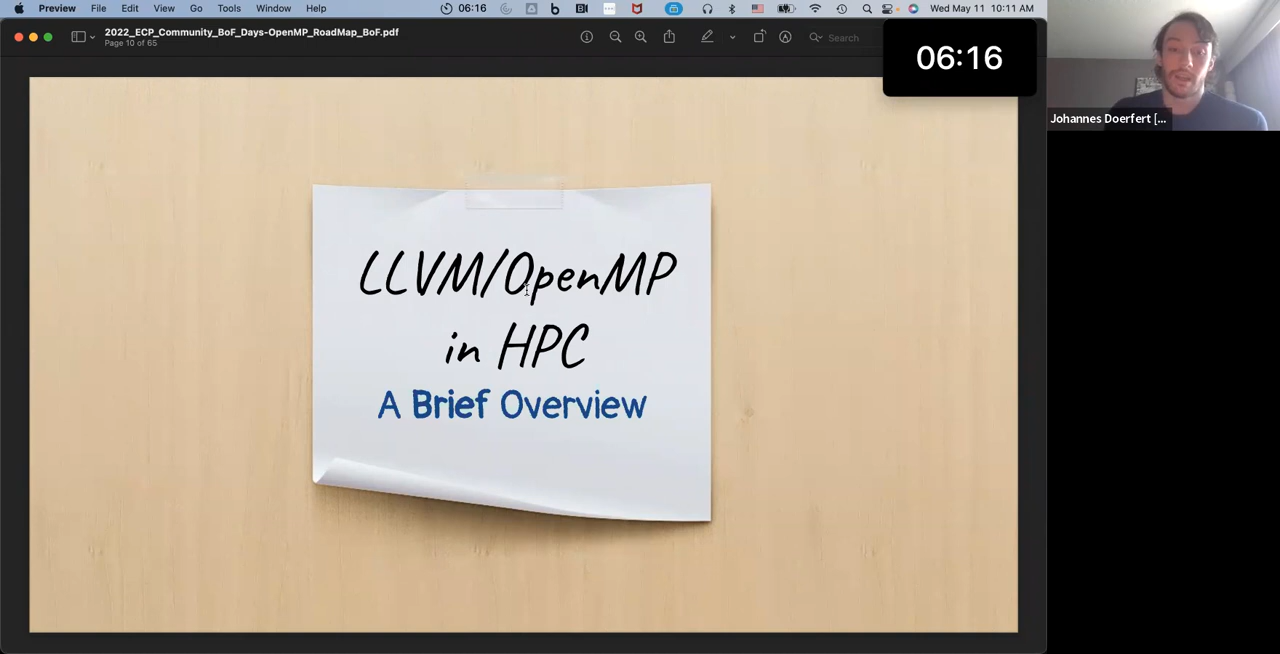 Preview File Edit View Go Tools Window Help 06:16 Wed May 11 10:11 AM
2022_ECP_Community_BoF_Days-OpenMP_RoadMap_BoF.pdf
Page 10 of 65
Search
06:16
Johannes Doerfert [...
LLVM/OpenMP
in HPC
A Brief Overview